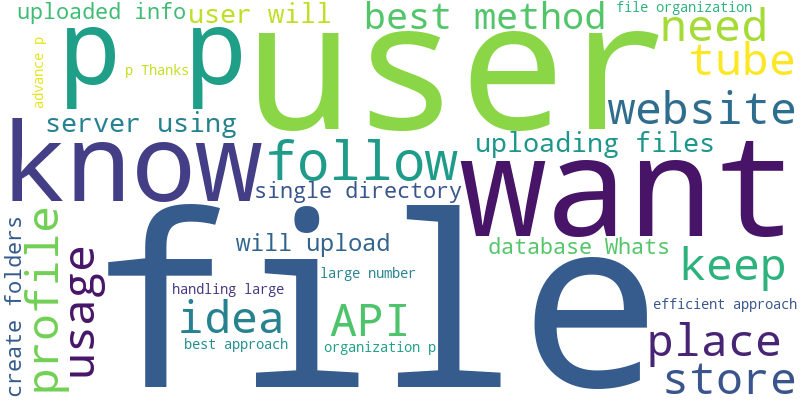 uploaded info
user will
best method
file organization
need
p p
user
tube
advance p
p Thanks
website
server using
know
follow
uploading files
single directory
want
file
create folders
profile
usage
will upload
database Whats
keep
large number
handling large
idea
API
efficient approach
best approach
organization p
place
store